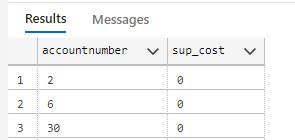 Results Messages
accountnumber sup_cost
1 2 0
2 6 0
3 30 0